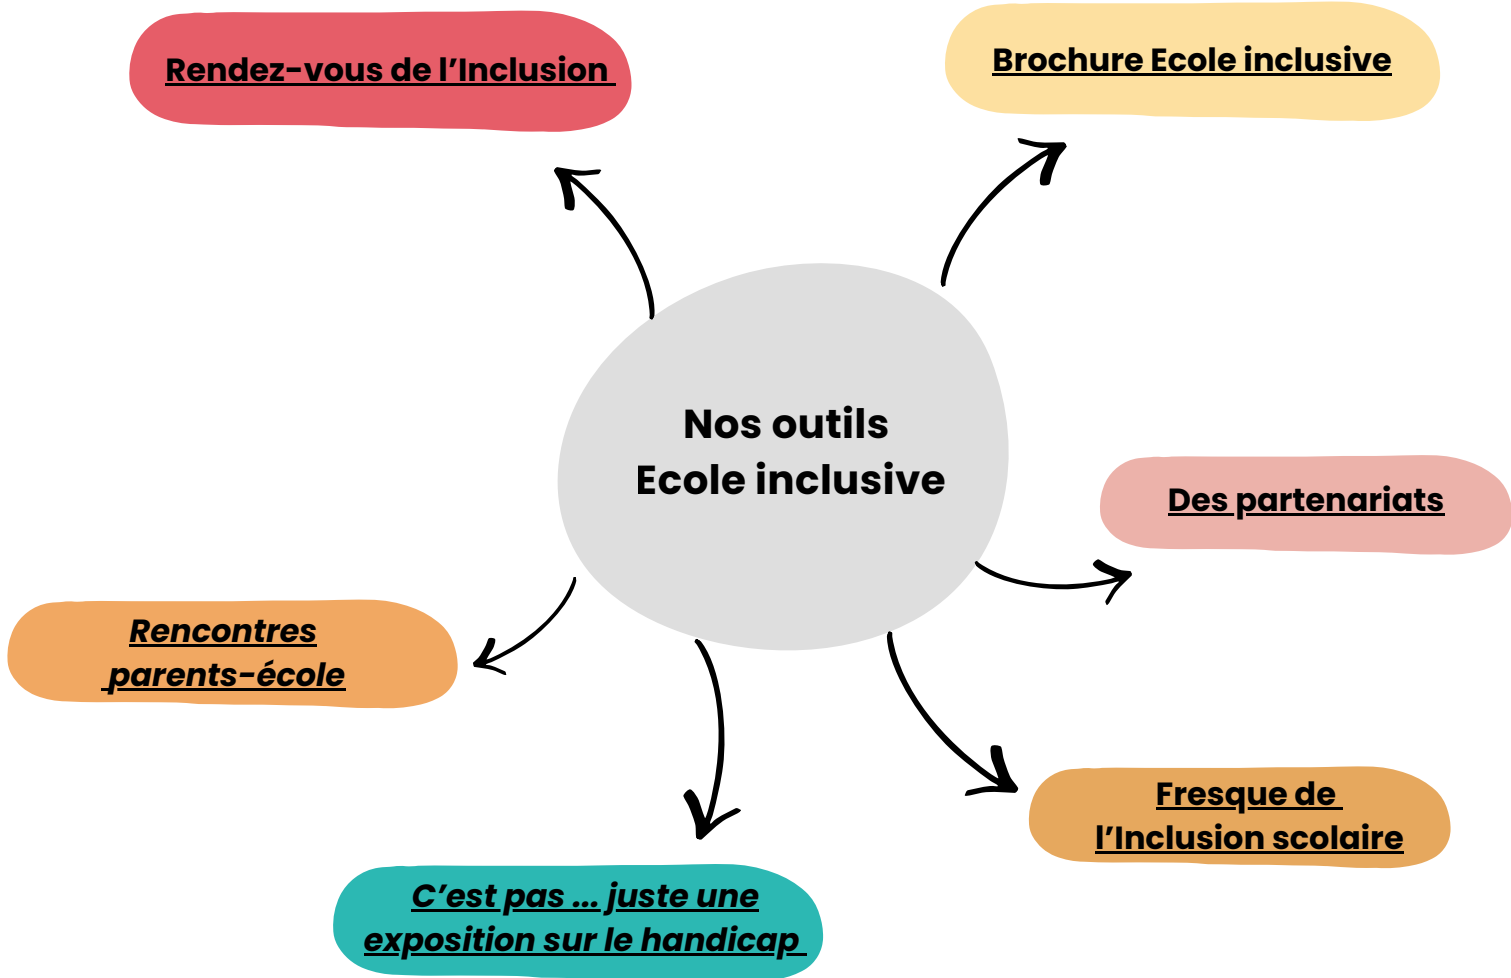 Rendez-vous de l’Inclusion
Brochure Ecole inclusive
Nos outils
Ecole inclusive
Des partenariats
Rencontres
parents-école
Fresque de
l’Inclusion scolaire
C’est pas ... juste une
exposition sur le handicap